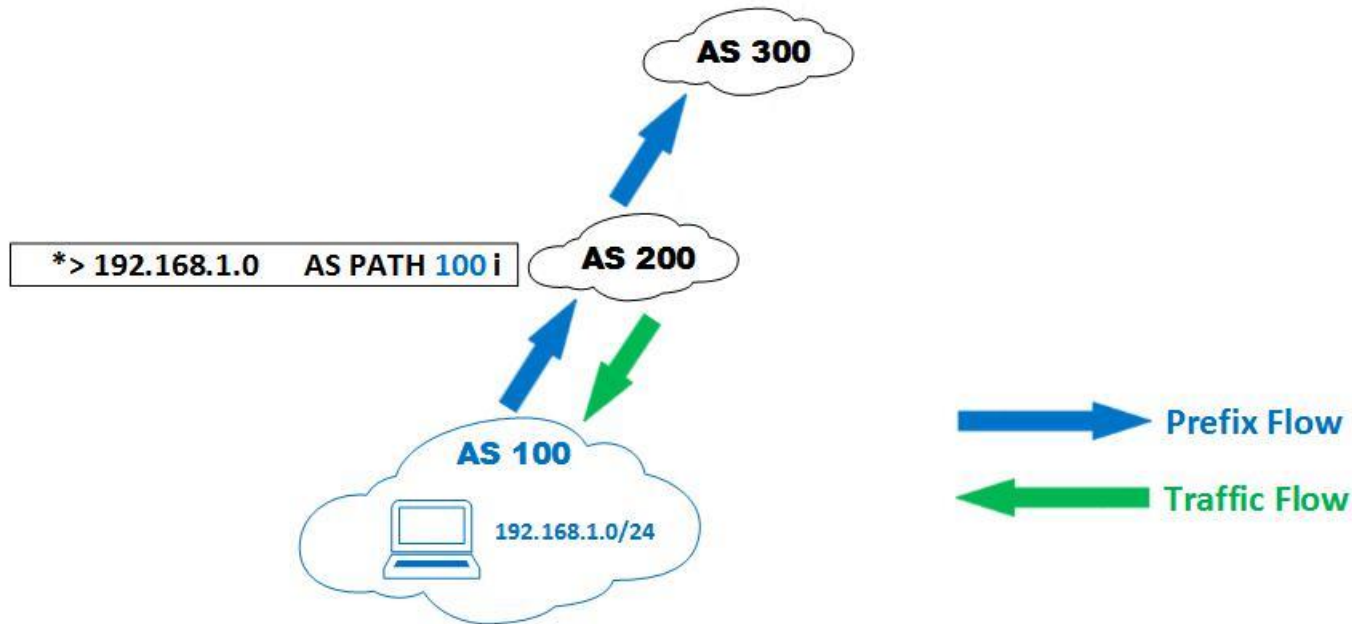 AS 300
*> 192.168.1.0 AS PATH 100 i
AS 200
AS 100
192.168.1.0/24
Prefix Flow
Traffic Flow